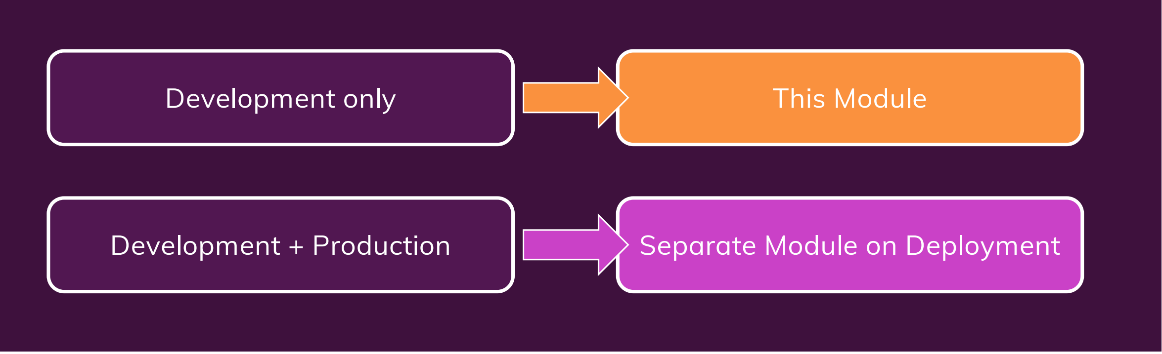 Development only
This Module
Development + Production
Separate Module on Deployment